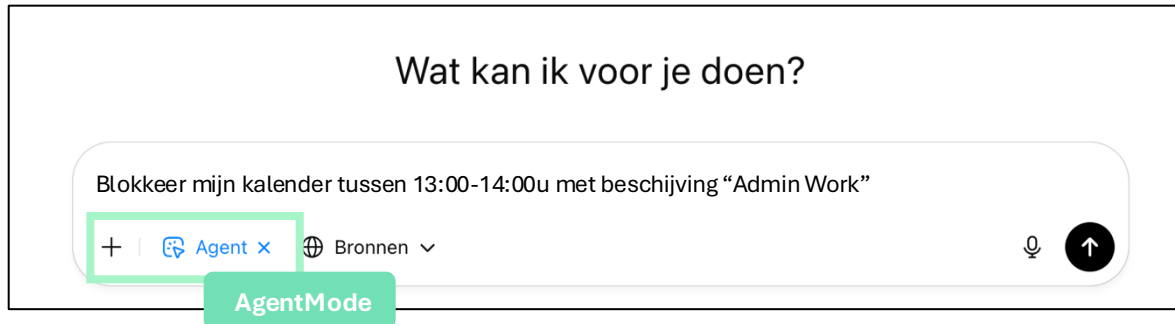 Wat kan ik voor je doen?
Blokkeer mijn kalender tussen 13:00-14:00u met beschijving “Admin Work”
Agent × Bronnen
AgentMode